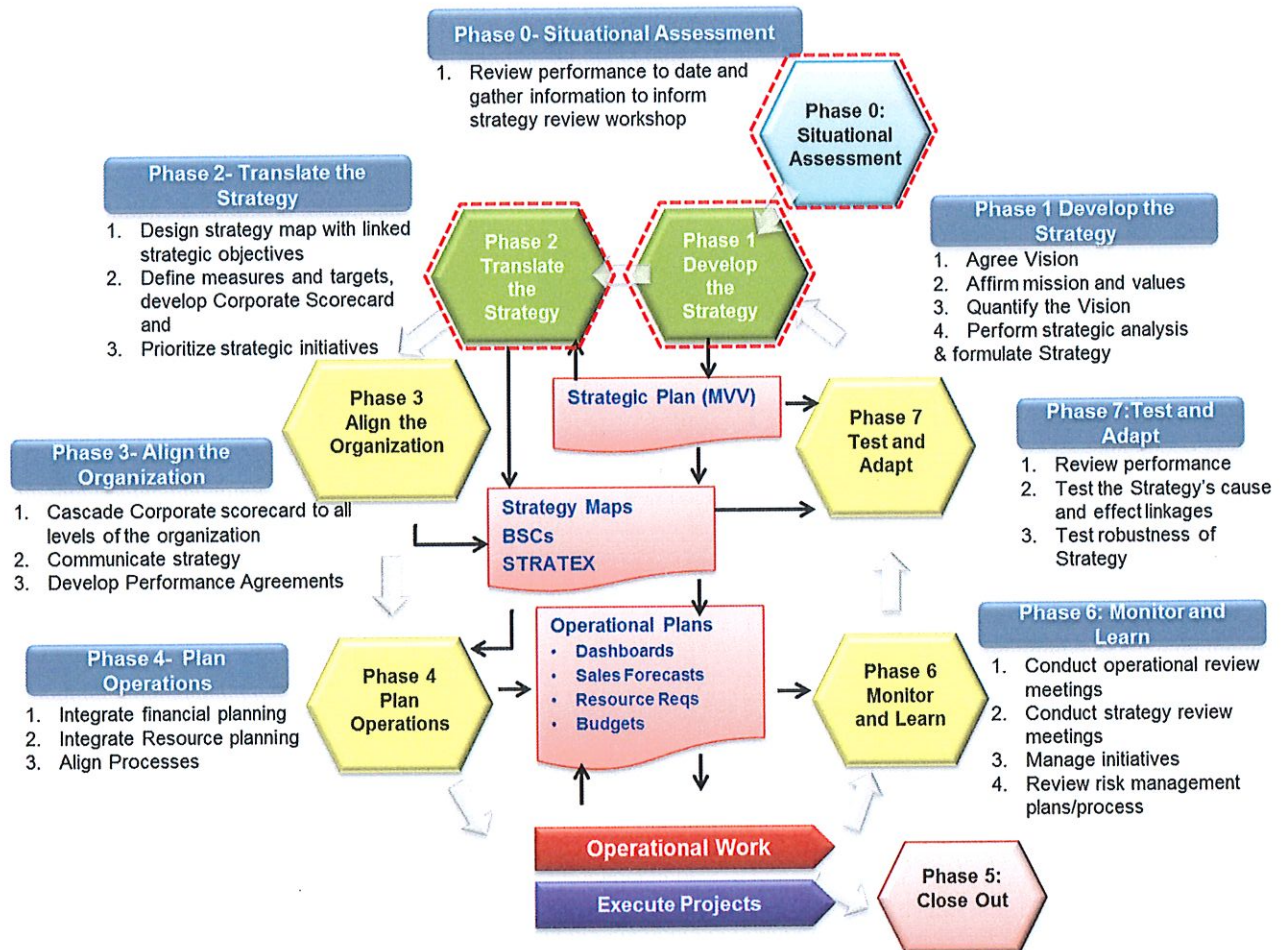 Phase 0- Situational Assessment
1. Review performance to date and
gather information to inform
strategy review workshop
Phase 0:
Situational
Assessment
Phase 2- Translate the
Strategy
1. Design strategy map with linked
strategic objectives
2. Define measures and targets,
develop Corporate Scorecard
and
3. Prioritize strategic initiatives
Phase 2
Translate
the
Strategy
Phase 1
Develop
the
Strategy
Phase 1 Develop the
Strategy
1. Agree Vision
2. Affirm mission and values
3. Quantify the Vision
4. Perform strategic analysis
& formulate Strategy
Phase 3
Align the
Organization
Strategic Plan (MVV)
Phase 7
Test and
Adapt
Phase 7:Test and
Adapt
1. Review performance
2. Test the Strategy's cause
and effect linkages
3. Test robustness of
Strategy
Phase 3- Align the
Organization
1. Cascade Corporate scorecard to all
levels of the organization
2. Communicate strategy
3. Develop Performance Agreements
Strategy Maps
BSCs
STRATEX
Phase 4- Plan
Operations
1. Integrate financial planning
2. Integrate Resource planning
3. Align Processes
Phase 4
Plan
Operations
Operational Plans
• Dashboards
• Sales Forecasts
• Resource Reqs
• Budgets
Phase 6
Monitor
and Learn
Phase 6: Monitor and
Learn
1. Conduct operational review
meetings
2. Conduct strategy review
meetings
3. Manage initiatives
4. Review risk management
plans/process
Operational Work
Execute Projects
Phase 5:
Close Out